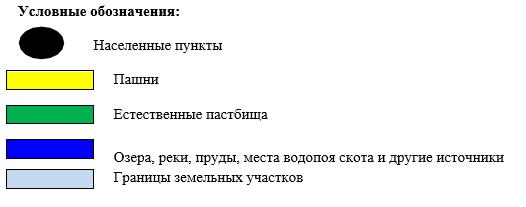 Условные обозначения:
Населенные пункты
Пашни
Естественные пастбища
Озера, реки, пруды, места водопоя скота и другие источники
Границы земельных участков